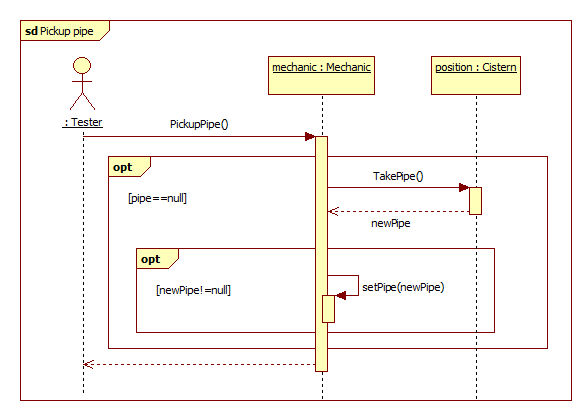 sd Pickup pipe
mechanic : Mechanic
position : Cistern
: Tester
PickupPipe()
opt
TakePipe()
[pipe==null]
newPipe
opt
[newPipe!=null]
setPipe(newPipe)